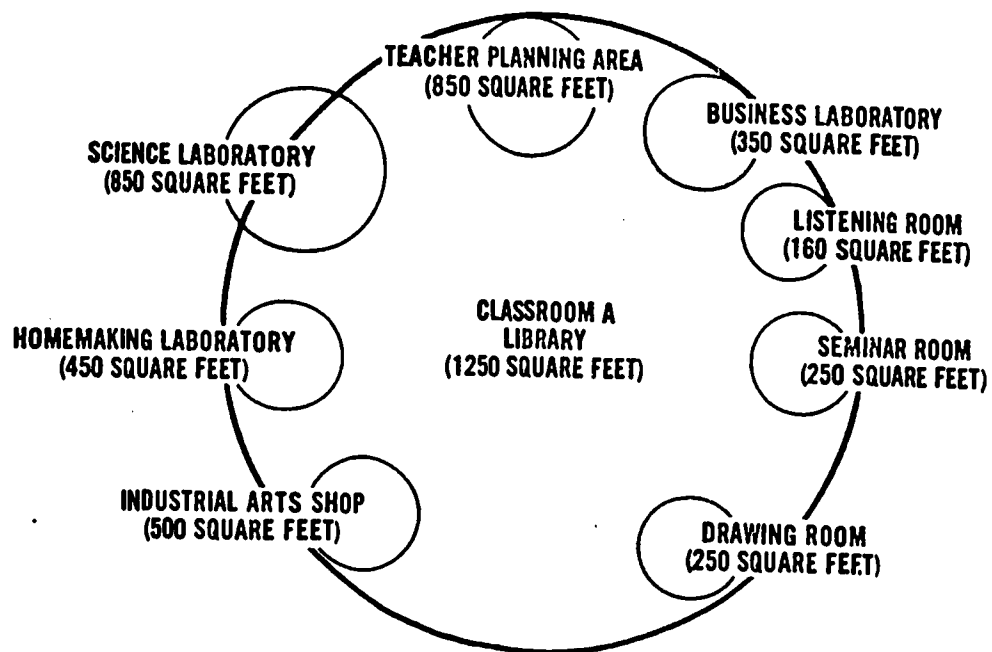 TEACHER PLANNING AREA
(850 SQUARE FEET)
BUSINESS LABORATORY
(350 SQUARE FEET)
SCIENCE LABORATORY
(850 SQUARE FEET)
LISTENING ROOM
(160 SQUARE FEET)
CLASSROOM A
LIBRARY
(1250 SQUARE FEET)
HOMEMAKING LABORATORY
(450 SQUARE FEET)
SEMINAR ROOM
(250 SQUARE FEET)
INDUSTRIAL ARTS SHOP
(500 SQUARE FEET)
DRAWING ROOM
(250 SQUARE FEET)